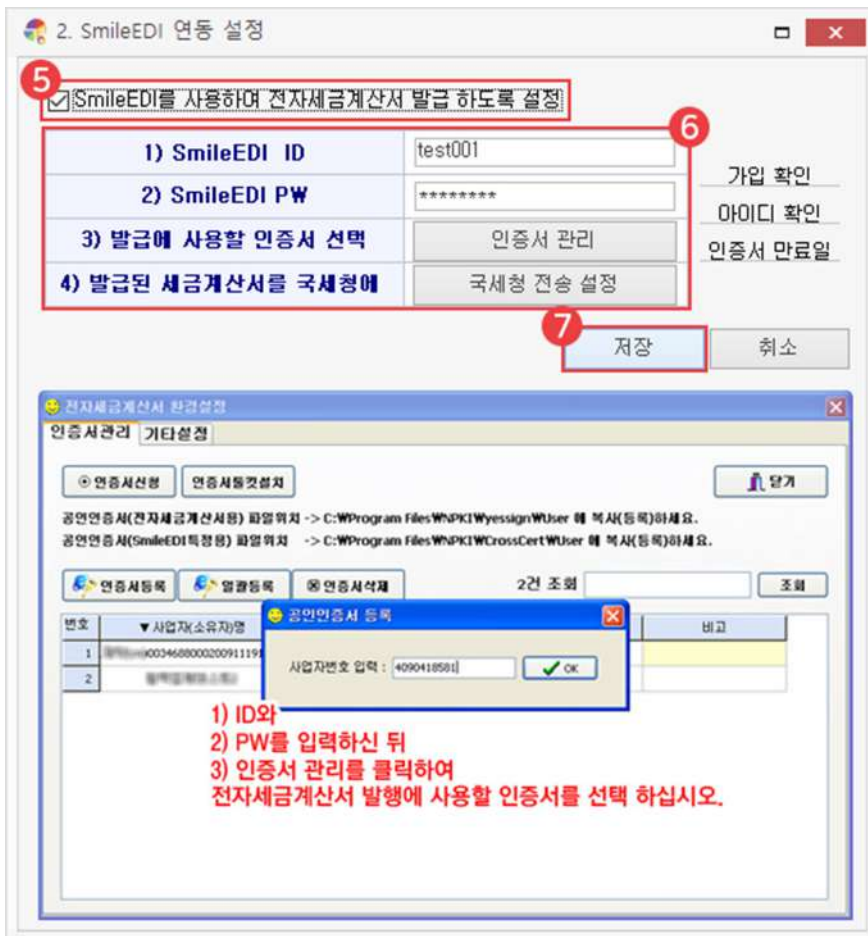 2. SmileEDI 연동 설정
5
SmileEDI를 사용하여 전자세금계산서 발급 하도록 설정
6
1) SmileEDI ID
test001
2) SmileEDI PW
********
3) 발급에 사용할 인증서 선택
인증서 관리
4) 발급된 세금계산서를 국세청에
국세청 전송 설정
가입 확인
아이디 확인
인증서 만료일
7
저장
취소
전자세금계산서 환경설정
인증서관리 기타설정
인증서신청 인증서동껏설치 닫기
공인인증서(전자세금계산서용) 파일위치 -> C:₩Program Files₩NPKI₩yessign₩User 에 복사(등록)하세요.
공인인증서(SmileEDI특정용) 파일위치 -> C:₩Program Files₩NPKI₩CrossCert₩User 에 복사(등록)하세요.
인증서등록 일괄등록 인증서삭제 2건 조회 조회
번호 ▼ 사업자(소유자)명 비고
1 0034688000200911191
2
공인인증서 등록
사업자번호 입력 : 4090418581 OK
1) ID와
2) PW를 입력하신 뒤
3) 인증서 관리를 클릭하여
전자세금계산서 발행에 사용할 인증서를 선택 하십시오.